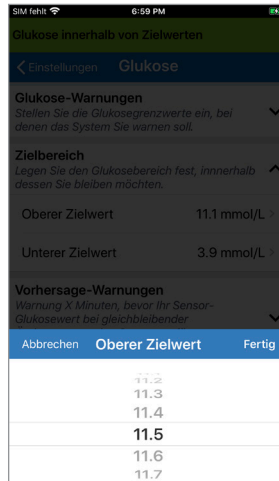 SIM fehlt 6:59 PM
Glukose innerhalb von Zielwerten
Einstellungen Glukose
Glukose-Warnungen
Stellen Sie die Glukosegrenzwerte ein, bei
denen das System Sie warnen soll.
Zielbereich
Legen Sie den Glukosebereich fest, innnerhalb
dessen Sie bleiben möchten.
Oberer Zielwert 11.1 mmol/L
Unterer Zielwert 3.9 mmol/L
Vorhersage-Warnungen
Warnung X Minuten, bevor Ihr Sensor-
Glukosewert bei gleichbleibender
Abbrechen Oberer Zielwert Fertig
11.2
11.3
11.4
11.5
11.6
11.7